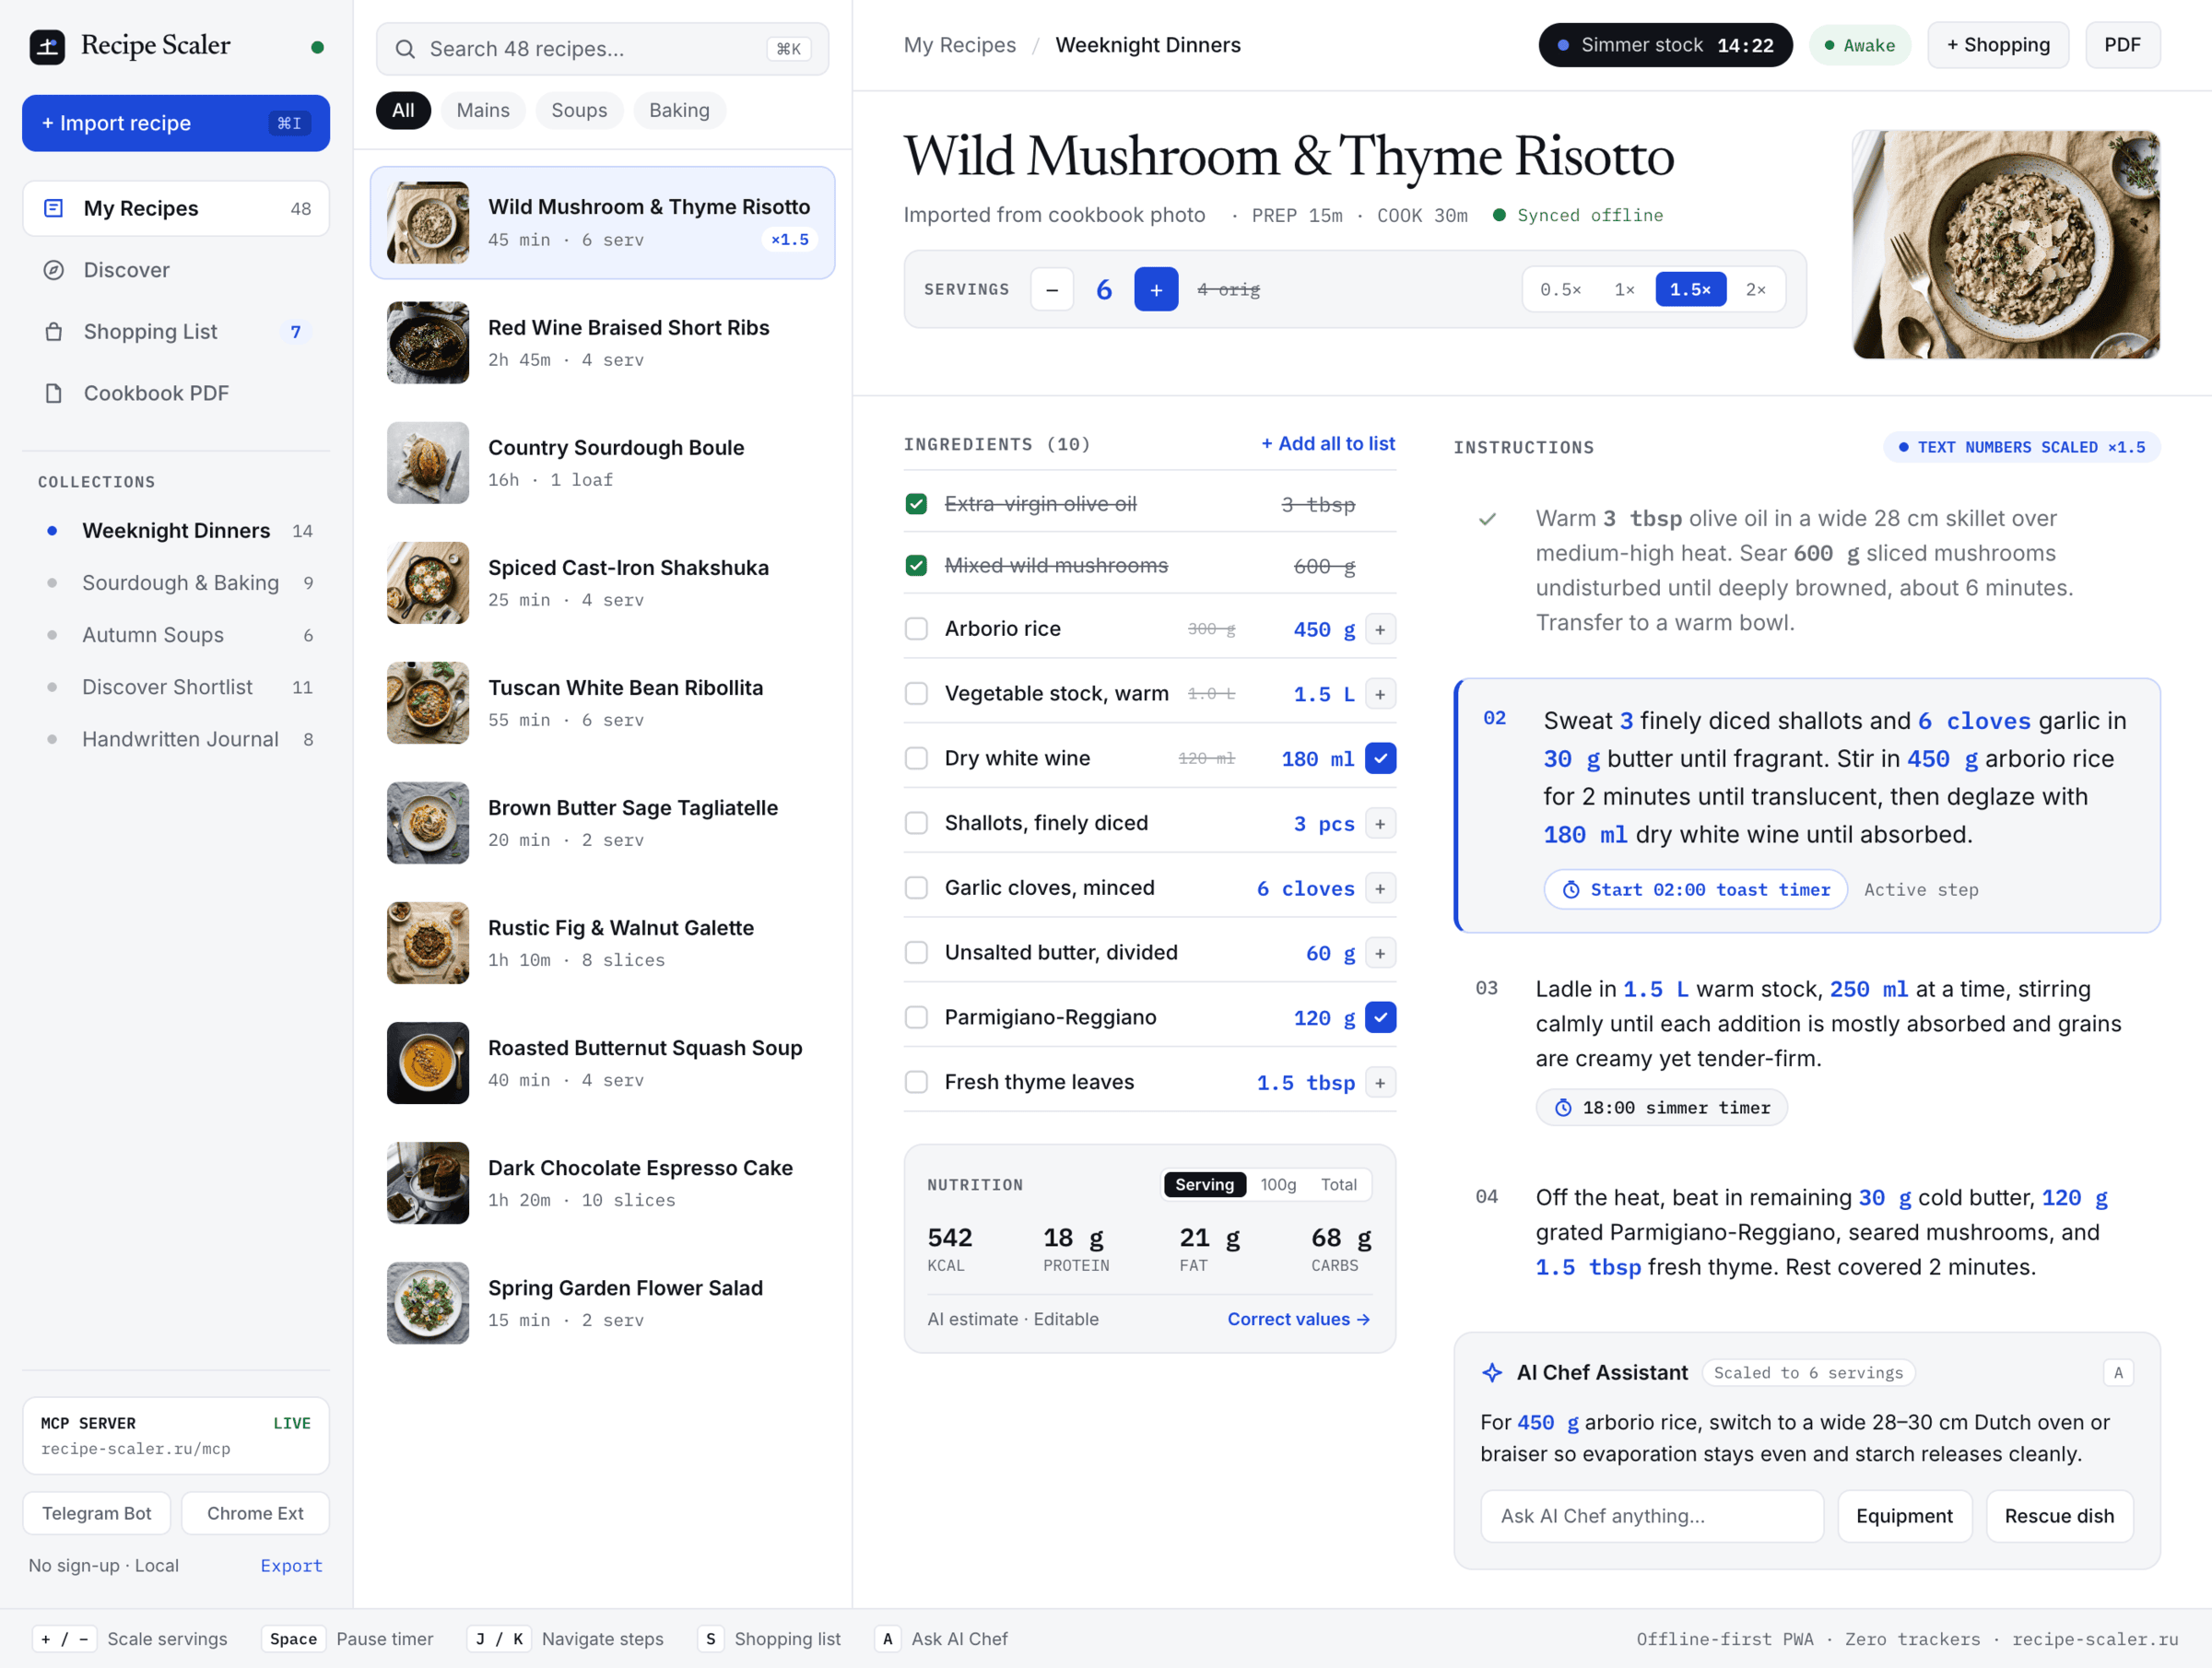 Recipe Scaler
+ Import recipe ⌘I
My Recipes 48
Discover
Shopping List 7
Cookbook PDF
COLLECTIONS
Weeknight Dinners 14
Sourdough & Baking 9
Autumn Soups 6
Discover Shortlist 11
Handwritten Journal 8
MCP SERVER LIVE
recipe-scaler.ru/mcp
Telegram Bot Chrome Ext
No sign-up · Local Export
Search 48 recipes... ⌘K
All Mains Soups Baking
Wild Mushroom & Thyme Risotto
45 min · 6 serv ×1.5
Red Wine Braised Short Ribs
2h 45m · 4 serv
Country Sourdough Boule
16h · 1 loaf
Spiced Cast-Iron Shakshuka
25 min · 4 serv
Tuscan White Bean Ribollita
55 min · 6 serv
Brown Butter Sage Tagliatelle
20 min · 2 serv
Rustic Fig & Walnut Galette
1h 10m · 8 slices
Roasted Butternut Squash Soup
40 min · 4 serv
Dark Chocolate Espresso Cake
1h 20m · 10 slices
Spring Garden Flower Salad
15 min · 2 serv
My Recipes / Weeknight Dinners
Simmer stock 14:22 Awake + Shopping PDF
Wild Mushroom & Thyme Risotto
Imported from cookbook photo · PREP 15m · COOK 30m Synced offline
SERVINGS − 6 + 4 orig 0.5× 1× 1.5× 2×
INGREDIENTS (10) + Add all to list
Extra-virgin olive oil 3 tbsp
Mixed wild mushrooms 600 g
Arborio rice 300 g 450 g +
Vegetable stock, warm 1.0 L 1.5 L +
Dry white wine 120 ml 180 ml
Shallots, finely diced 3 pcs +
Garlic cloves, minced 6 cloves +
Unsalted butter, divided 60 g +
Parmigiano-Reggiano 120 g
Fresh thyme leaves 1.5 tbsp +
NUTRITION Serving 100g Total
542 18 g 21 g 68 g
KCAL PROTEIN FAT CARBS
AI estimate · Editable Correct values →
INSTRUCTIONS TEXT NUMBERS SCALED ×1.5
Warm 3 tbsp olive oil in a wide 28 cm skillet over
medium-high heat. Sear 600 g sliced mushrooms
undisturbed until deeply browned, about 6 minutes.
Transfer to a warm bowl.
02 Sweat 3 finely diced shallots and 6 cloves garlic in
30 g butter until fragrant. Stir in 450 g arborio rice
for 2 minutes until translucent, then deglaze with
180 ml dry white wine until absorbed.
Start 02:00 toast timer Active step
03 Ladle in 1.5 L warm stock, 250 ml at a time, stirring
calmly until each addition is mostly absorbed and grains
are creamy yet tender-firm.
18:00 simmer timer
04 Off the heat, beat in remaining 30 g cold butter, 120 g
grated Parmigiano-Reggiano, seared mushrooms, and
1.5 tbsp fresh thyme. Rest covered 2 minutes.
AI Chef Assistant Scaled to 6 servings A
For 450 g arborio rice, switch to a wide 28–30 cm Dutch oven or
braiser so evaporation stays even and starch releases cleanly.
Ask AI Chef anything... Equipment Rescue dish
+ / − Scale servings Space Pause timer J / K Navigate steps S Shopping list A Ask AI Chef
Offline-first PWA · Zero trackers · recipe-scaler.ru